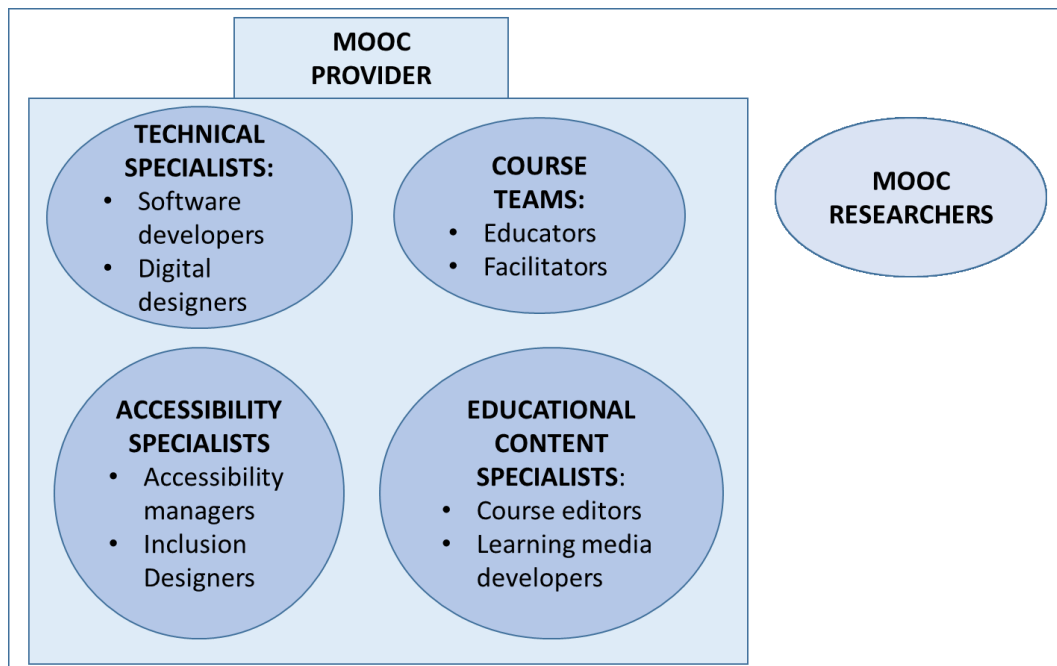 MOOC
PROVIDER
TECHNICAL
SPECIALISTS:
• Software
developers
• Digital
designers
COURSE
TEAMS:
• Educators
• Facilitators
MOOC
RESEARCHERS
ACCESSIBILITY
SPECIALISTS
• Accessibility
managers
• Inclusion
Designers
EDUCATIONAL
CONTENT
SPECIALISTS:
• Course editors
• Learning media
developers